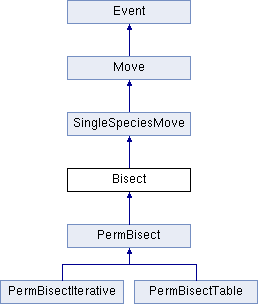 Event
Move
SingleSpeciesMove
Bisect
PermBisect
PermBisectIterative
PermBisectTable